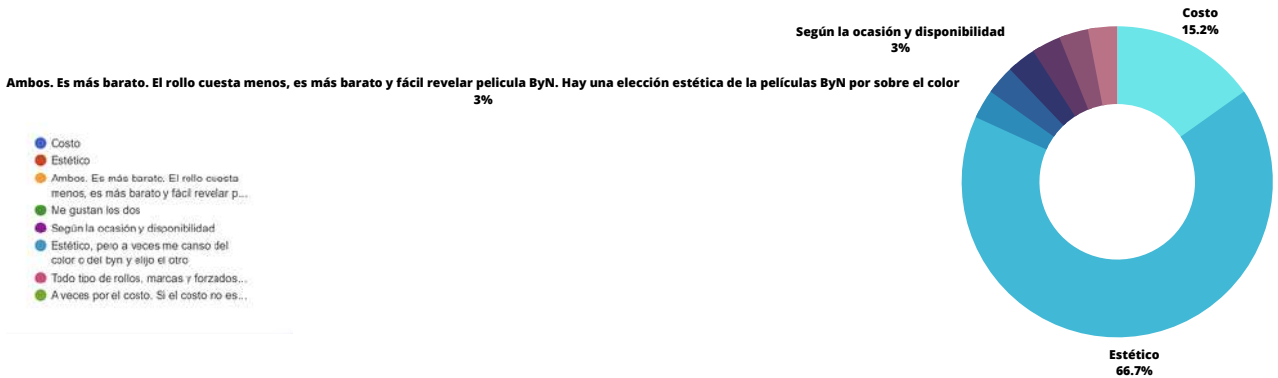 Costo
15.2%
Según la ocasión y disponibilidad
3%
Ambos. Es más barato. El rollo cuesta menos, es más barato y fácil revelar pelicula ByN. Hay una elección estética de la películas ByN por sobre el color
3%
Costo
Estético
Ambos. Es más barato. El rollo cuesta
menos, es más barato y fácil revelar p...
Me gustan los dos
Según la ocasión y disponibilidad
Estético, pero a veces me canso del
color o del byn y elijo el otro
Todo tipo de rollos, marcas y forzados...
A veces por el costo. Si el costo no es...
Estético
66.7%